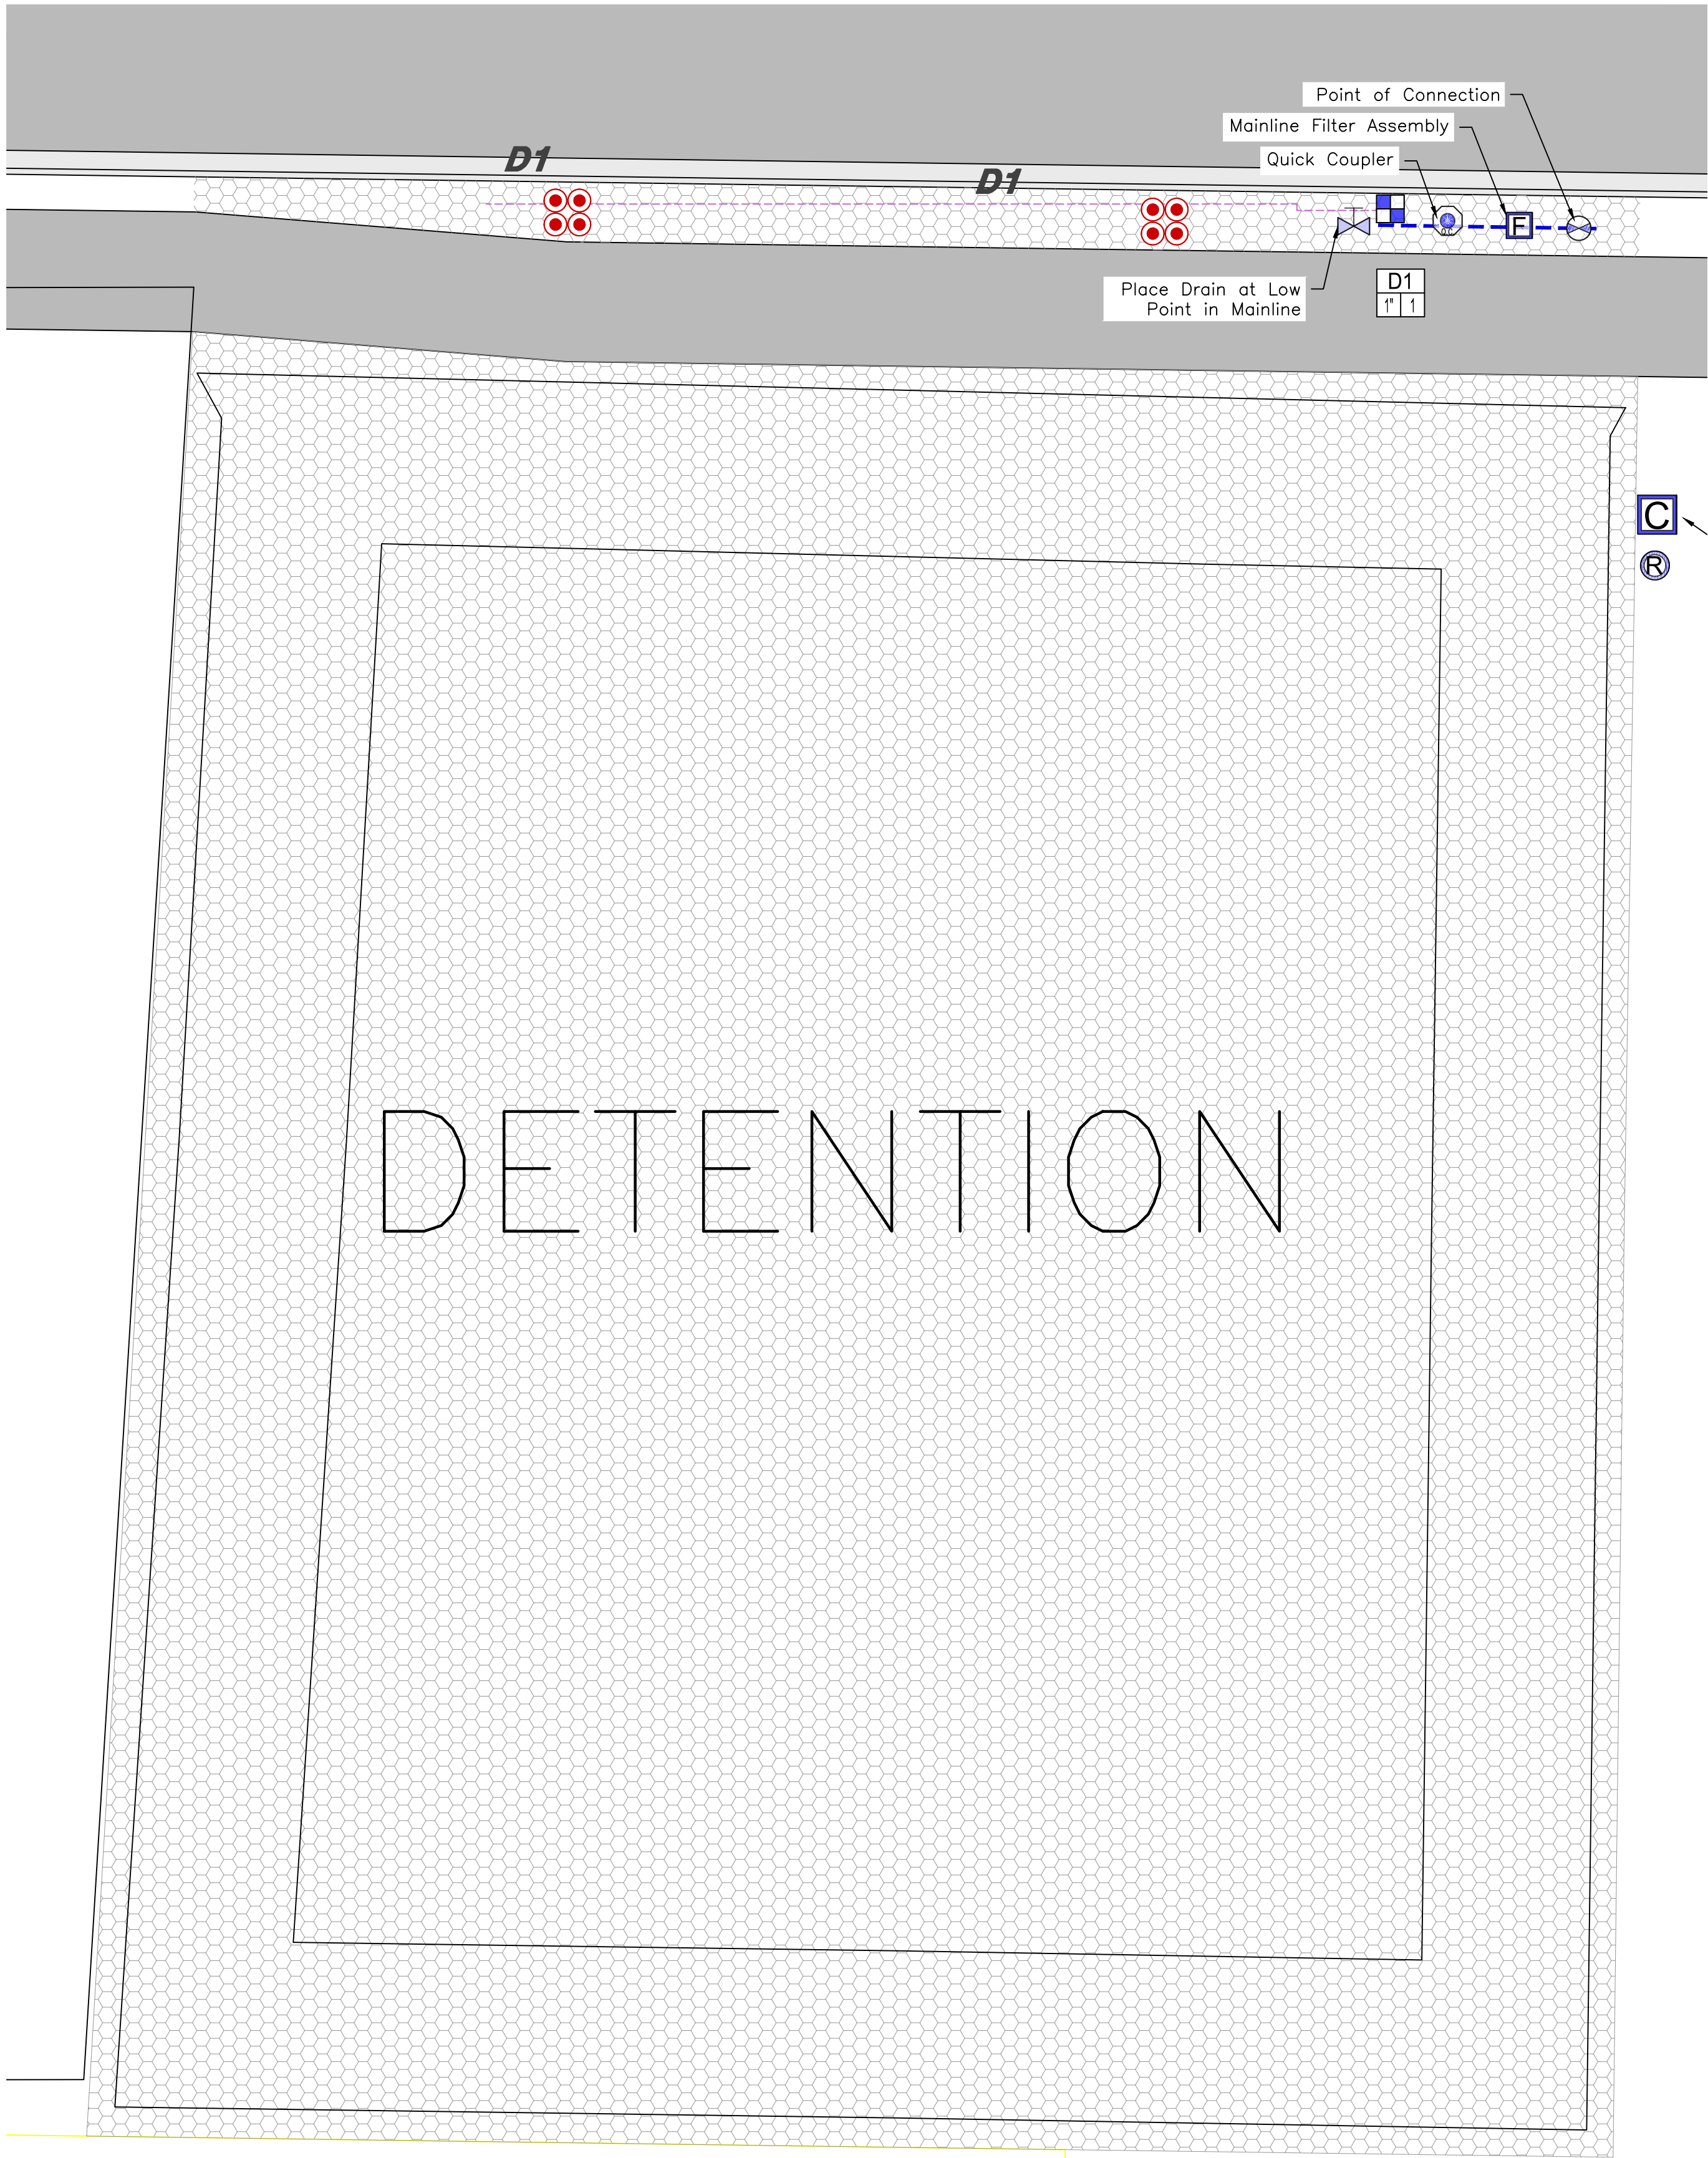 Point of Connection
Mainline Filter Assembly
Quick Coupler
D1
D1
F
QC
Place Drain at Low
Point in Mainline
D1
1" 1
C
R
DETENTION